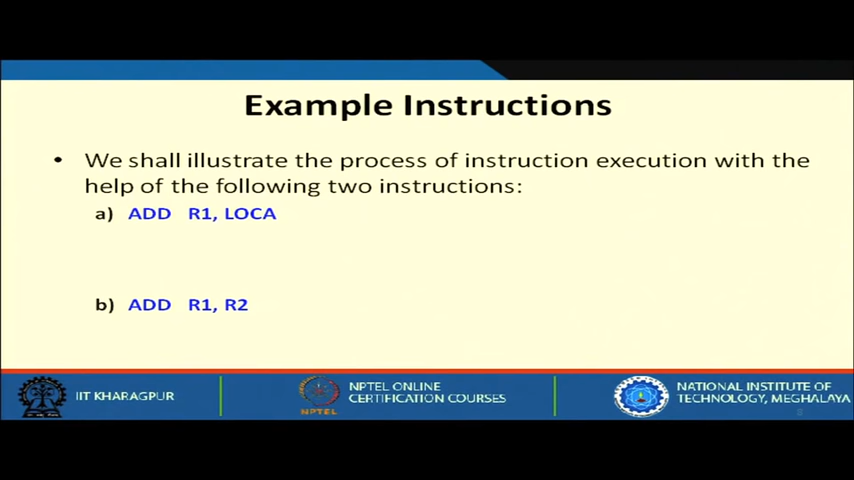 Example Instructions
• We shall illustrate the process of instruction execution with the
help of the following two instructions:
a) ADD R1, LOCA
b) ADD R1, R2
IIT KHARAGPUR
NPTEL
NPTEL ONLINE
CERTIFICATION COURSES
NATIONAL INSTITUTE OF
TECHNOLOGY, MEGHALAYA